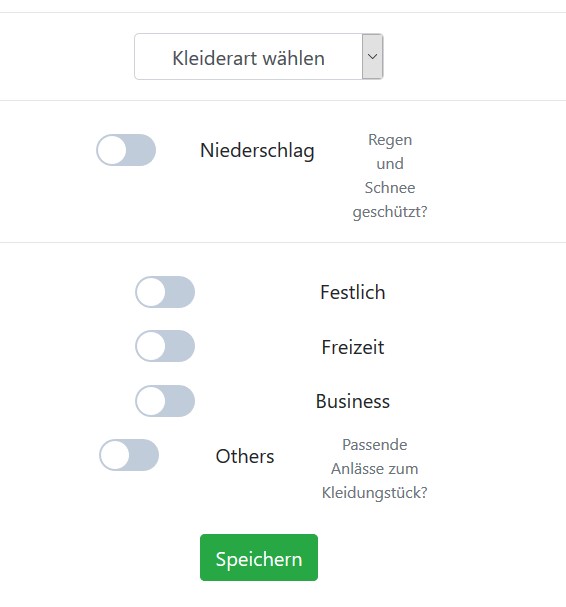 Kleiderart wählen
Niederschlag
Regen
und
Schnee
geschützt?
Festlich
Freizeit
Business
Others
Passende
Anlässe zum
Kleidungstück?
Speichern